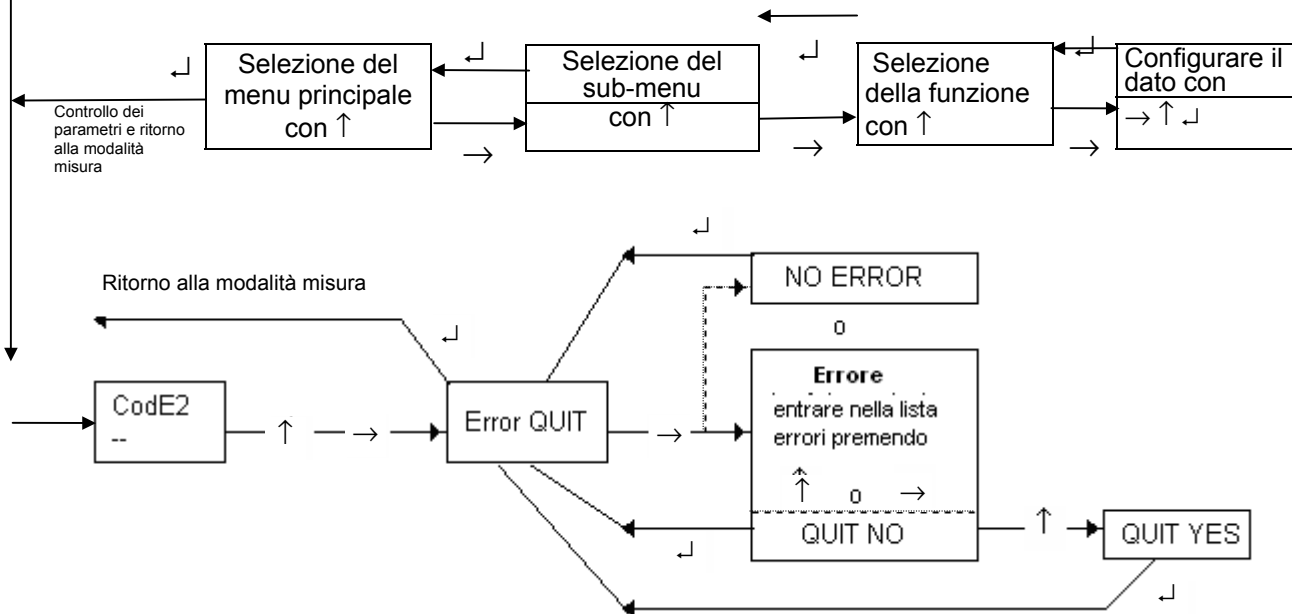 Selezione del
menu principale
con ↑
Selezione del
sub-menu
con ↑
Selezione
della funzione
con ↑
Configurare il
dato con
→ ↑ ↵
↵
↵
↵
↵
→
→
→
Controllo dei
parametri e ritorno
alla modalità
misura
Ritorno alla modalità misura
↵
↵
NO ERROR
o
Errore
entrare nella lista
errori premendo
↑ o →
QUIT NO
CodE2
--
↑ →
Error QUIT
→
↑
QUIT YES
↵
↵